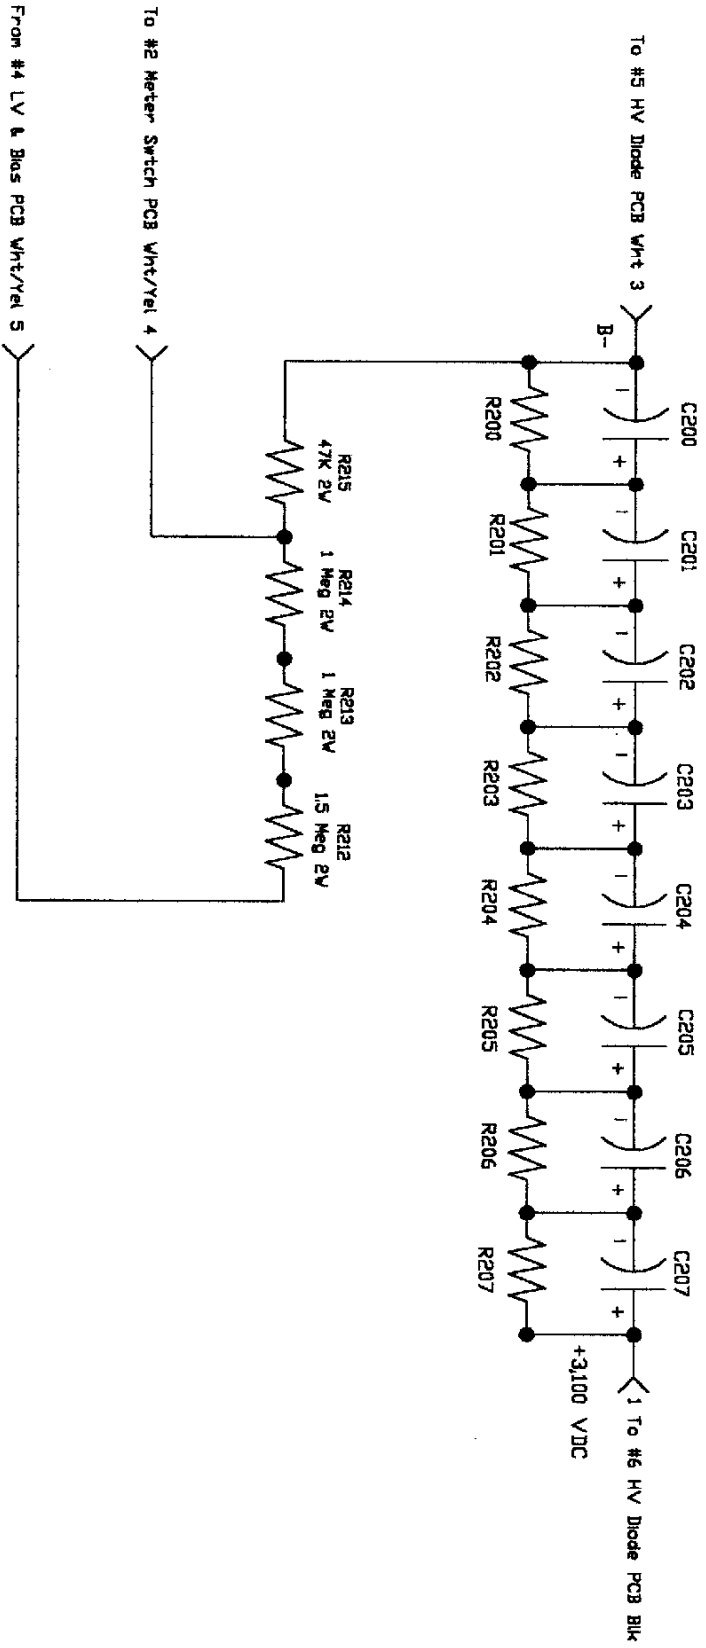 C200
C201
C202
C203
C204
C205
C206
C207
To #5 HV Diode PCB Wht 3
B-
-
+
-
+
-
+
-
+
-
+
-
+
-
+
-
+
1 To #6 HV Diode PCB Blk
+3,100 VDC
R200
R201
R202
R203
R204
R205
R206
R207
R215
47K 2W
R214
1 Meg 2W
R213
1 Meg 2W
R212
1.5 Meg 2W
To #2 Meter Swtch PCB Wht/Yel 4
From #4 LV & Bias PCB Wht/Yel 5